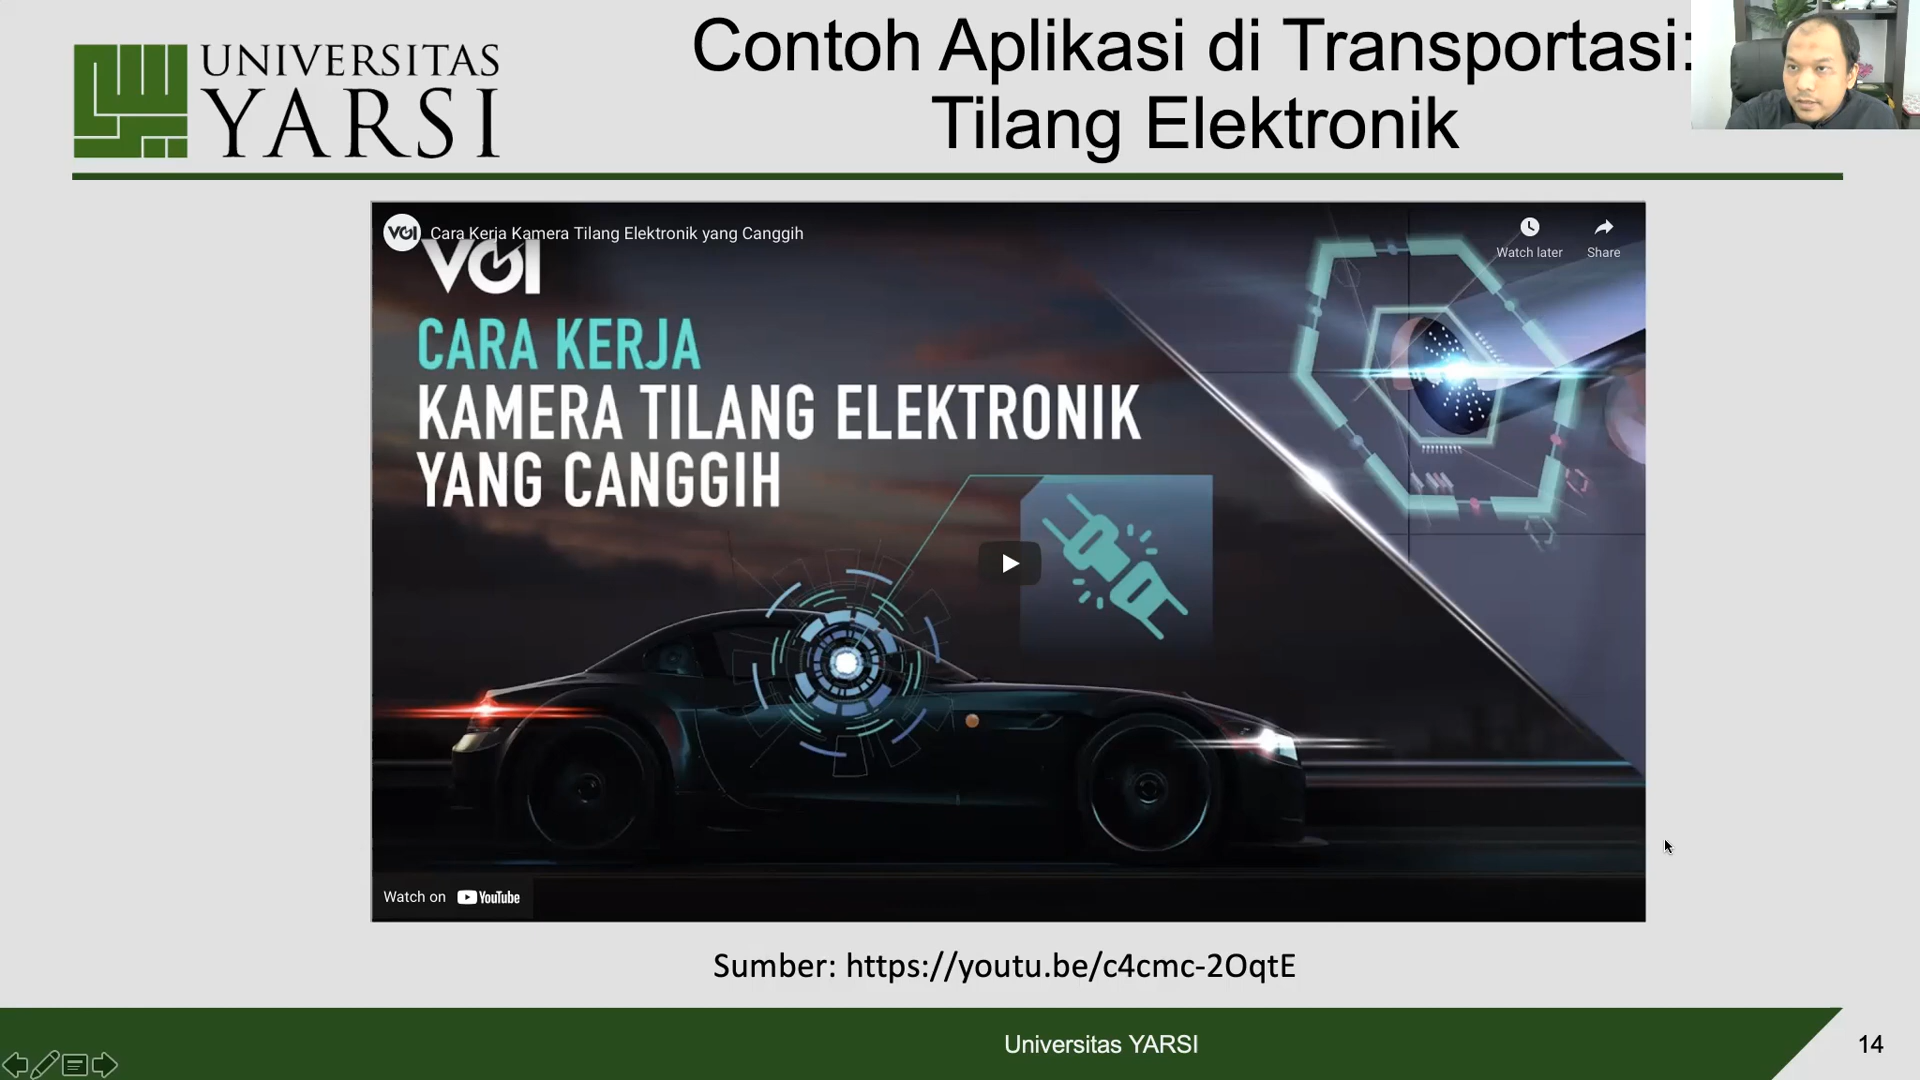 UNIVERSITAS
YARSI
Contoh Aplikasi di Transportasi:
Tilang Elektronik
VOI
Cara Kerja Kamera Tilang Elektronik yang Canggih
Watch later
Share
VOI
CARA KERJA
KAMERA TILANG ELEKTRONIK
YANG CANGGIH
Watch on YouTube
Sumber: https://youtu.be/c4cmc-2OqtE
Universitas YARSI
14